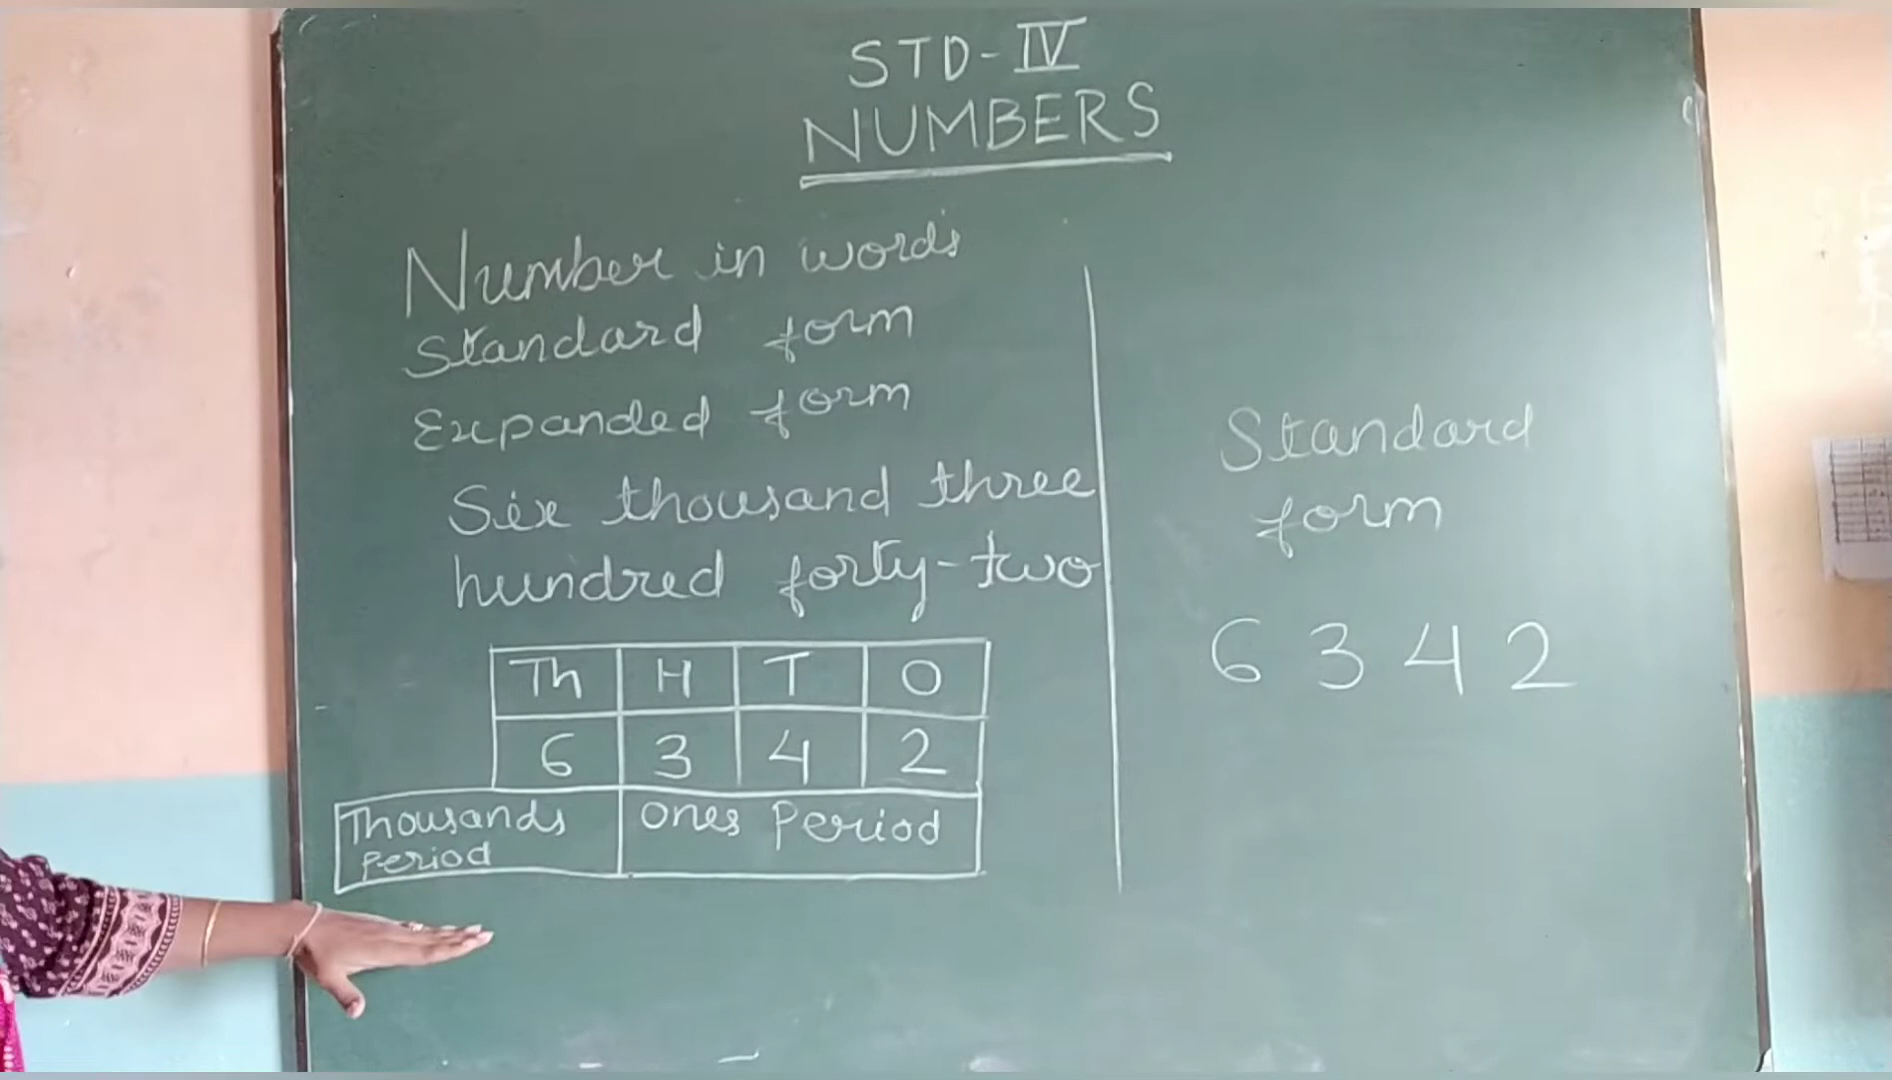 STD-IV
NUMBERS
Number in words
Standard form
Expanded form
Six thousand three
hundred forty-two
Th H T O
6 3 4 2
Thousands Period
Ones Period
Standard
form
6 3 4 2